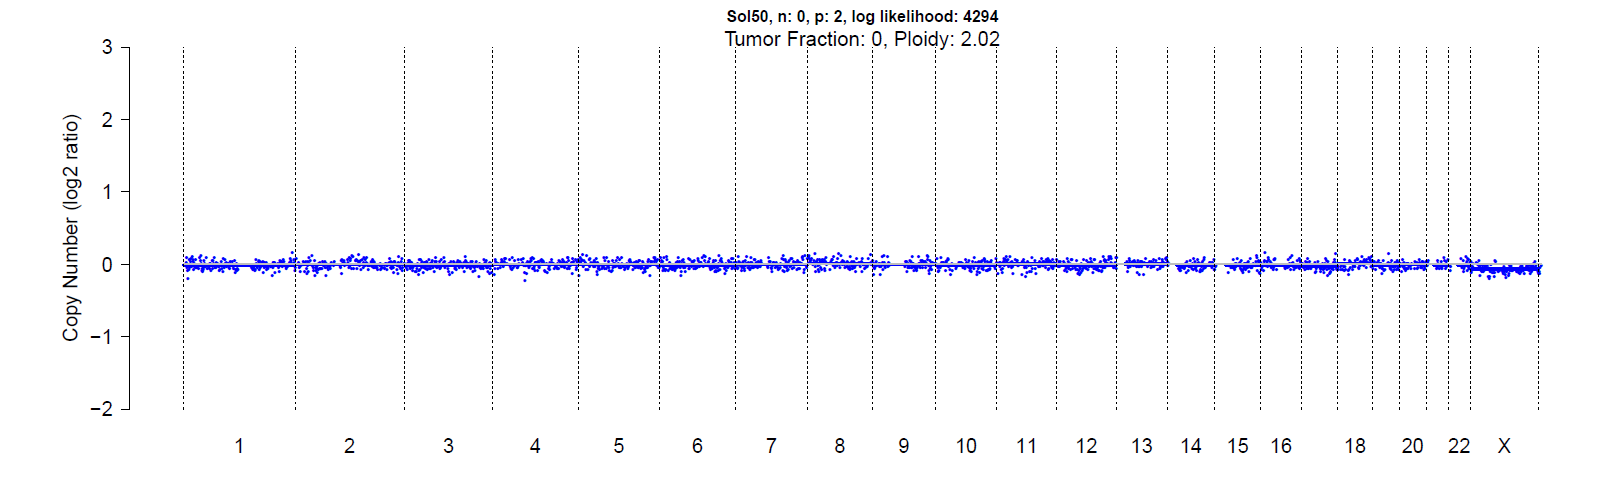 Sol50, n: 0, p: 2, log likelihood: 4294
Tumor Fraction: 0, Ploidy: 2.02
Copy Number (log2 ratio)
3
2
1
0
−1
−2
1 2 3 4 5 6 7 8 9 10 11 12 13 14 15 16 18 20 22 X